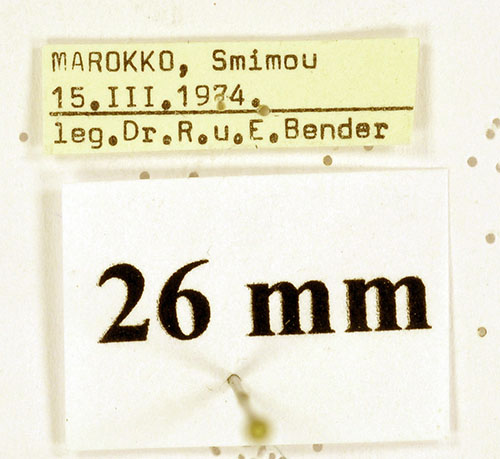 MAROKKO, Smimou
15.III.1974.
leg.Dr.R.u.E.Bender
26 mm